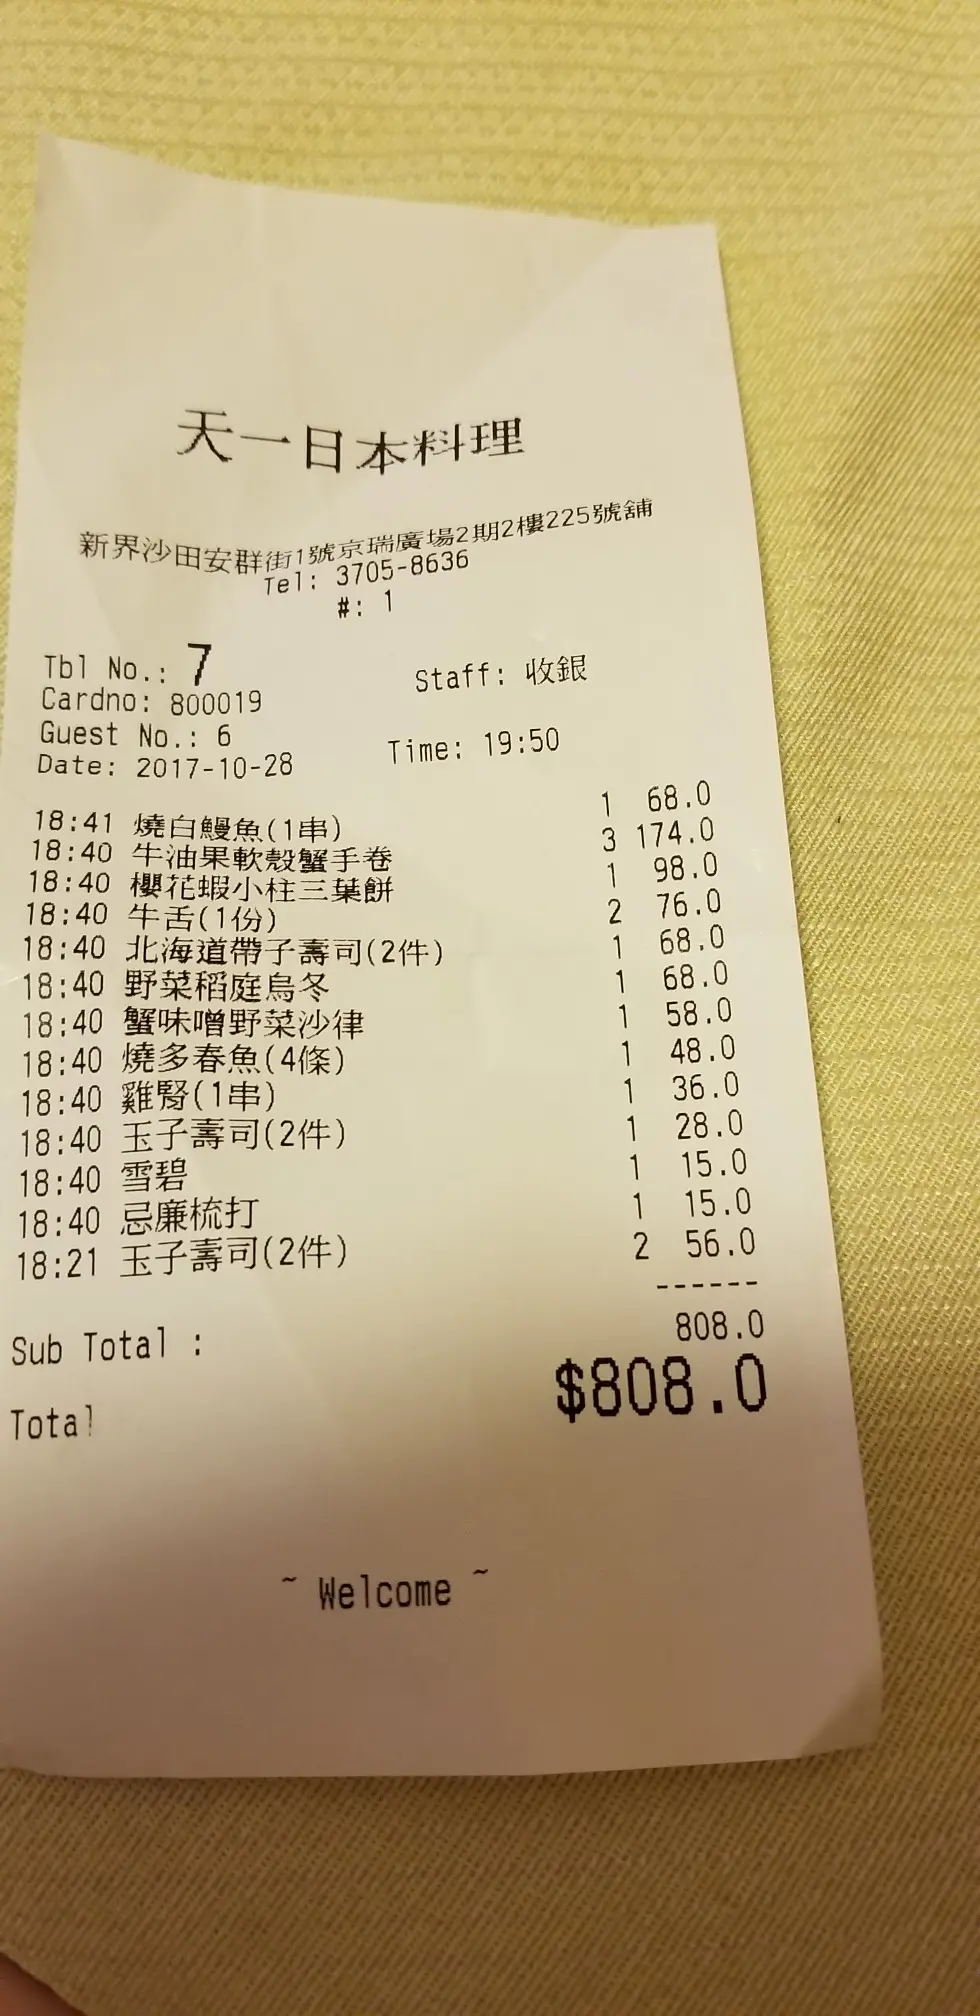 天一日本料理
新界沙田安群街1號京瑞廣場2期2樓225號舖
Tel: 3705-8636
#: 1
Tbl No.: 7 Staff: 收銀
Cardno: 800019
Guest No.: 6
Date: 2017-10-28 Time: 19:50
18:41 燒白鰻魚(1串) 1 68.0
18:40 牛油果軟殼蟹手卷 3 174.0
18:40 櫻花蝦小柱三葉餅 1 98.0
18:40 牛舌(1份) 2 76.0
18:40 北海道帶子壽司(2件) 1 68.0
18:40 野菜稻庭烏冬 1 68.0
18:40 蟹味噌野菜沙律 1 58.0
18:40 燒多春魚(4條) 1 48.0
18:40 雞腎(1串) 1 36.0
18:40 玉子壽司(2件) 1 28.0
18:40 雪碧 1 15.0
18:40 忌廉梳打 1 15.0
18:21 玉子壽司(2件) 2 56.0
------
Sub Total : 808.0
Total $808.0
~ Welcome ~